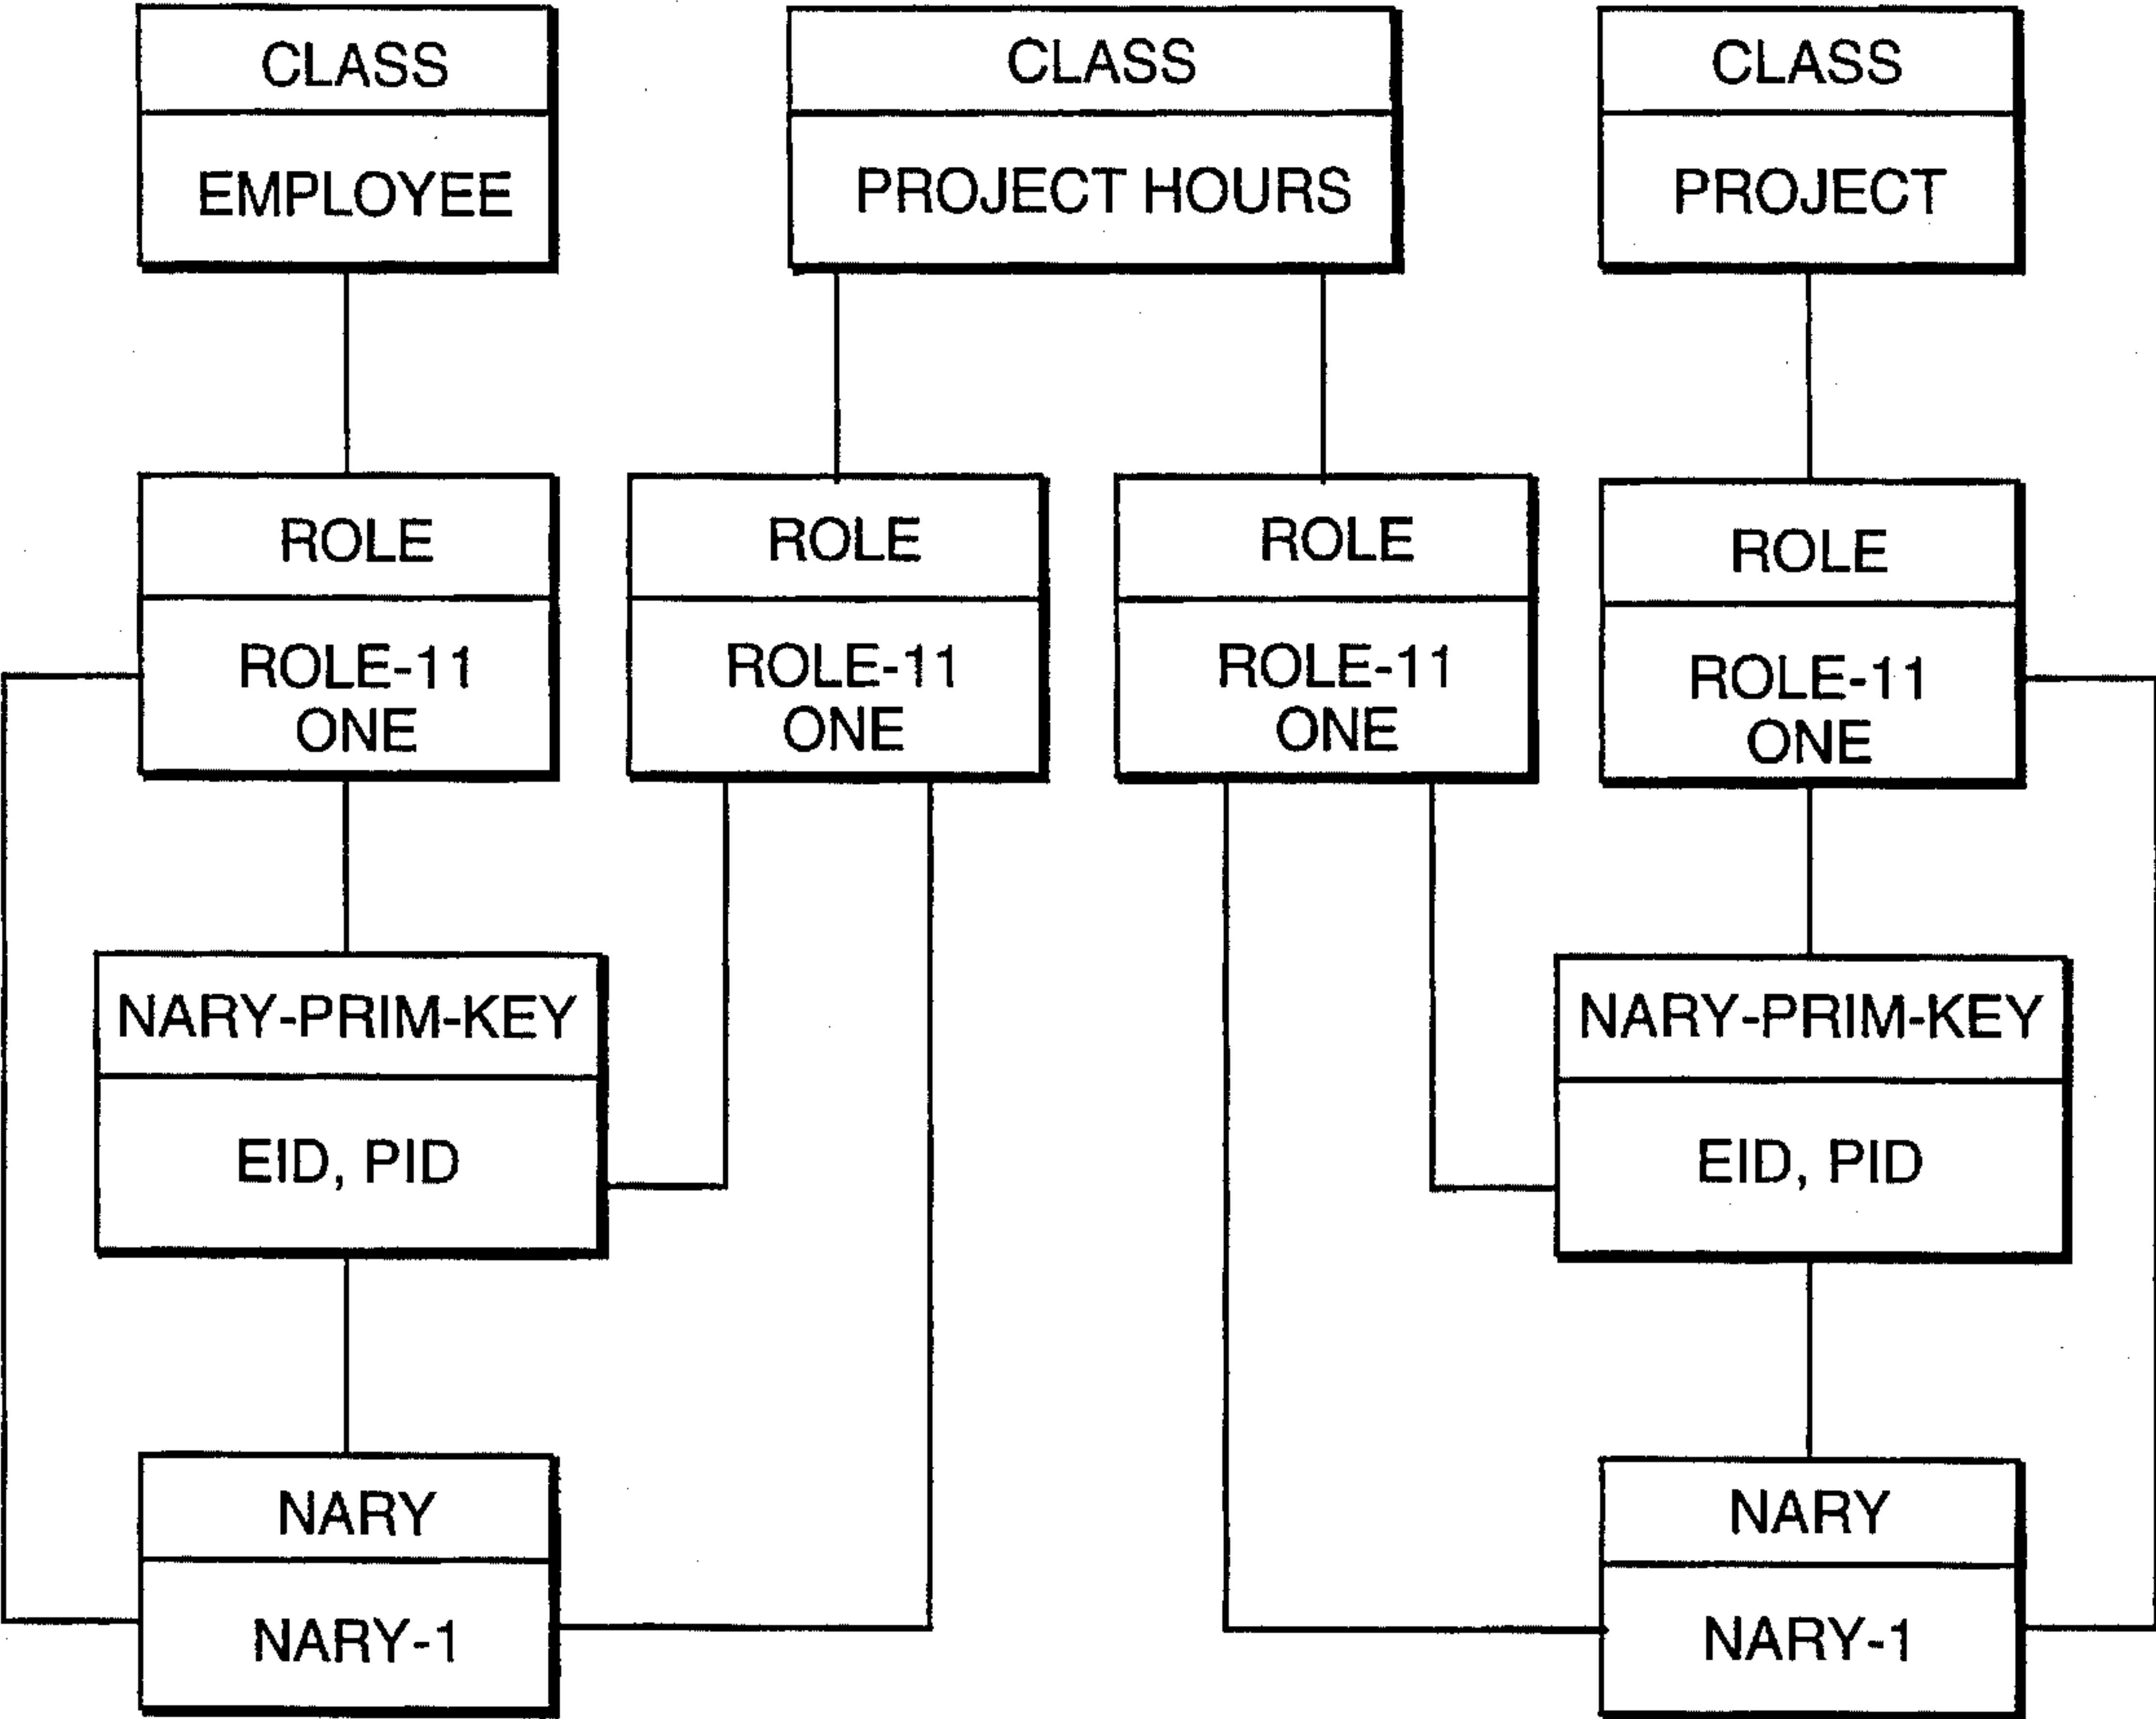 CLASS
EMPLOYEE
CLASS
PROJECT HOURS
CLASS
PROJECT
ROLE
ROLE-11
ONE
ROLE
ROLE-11
ONE
ROLE
ROLE-11
ONE
ROLE
ROLE-11
ONE
NARY-PRIM-KEY
EID, PID
NARY-PRIM-KEY
EID, PID
NARY
NARY-1
NARY
NARY-1